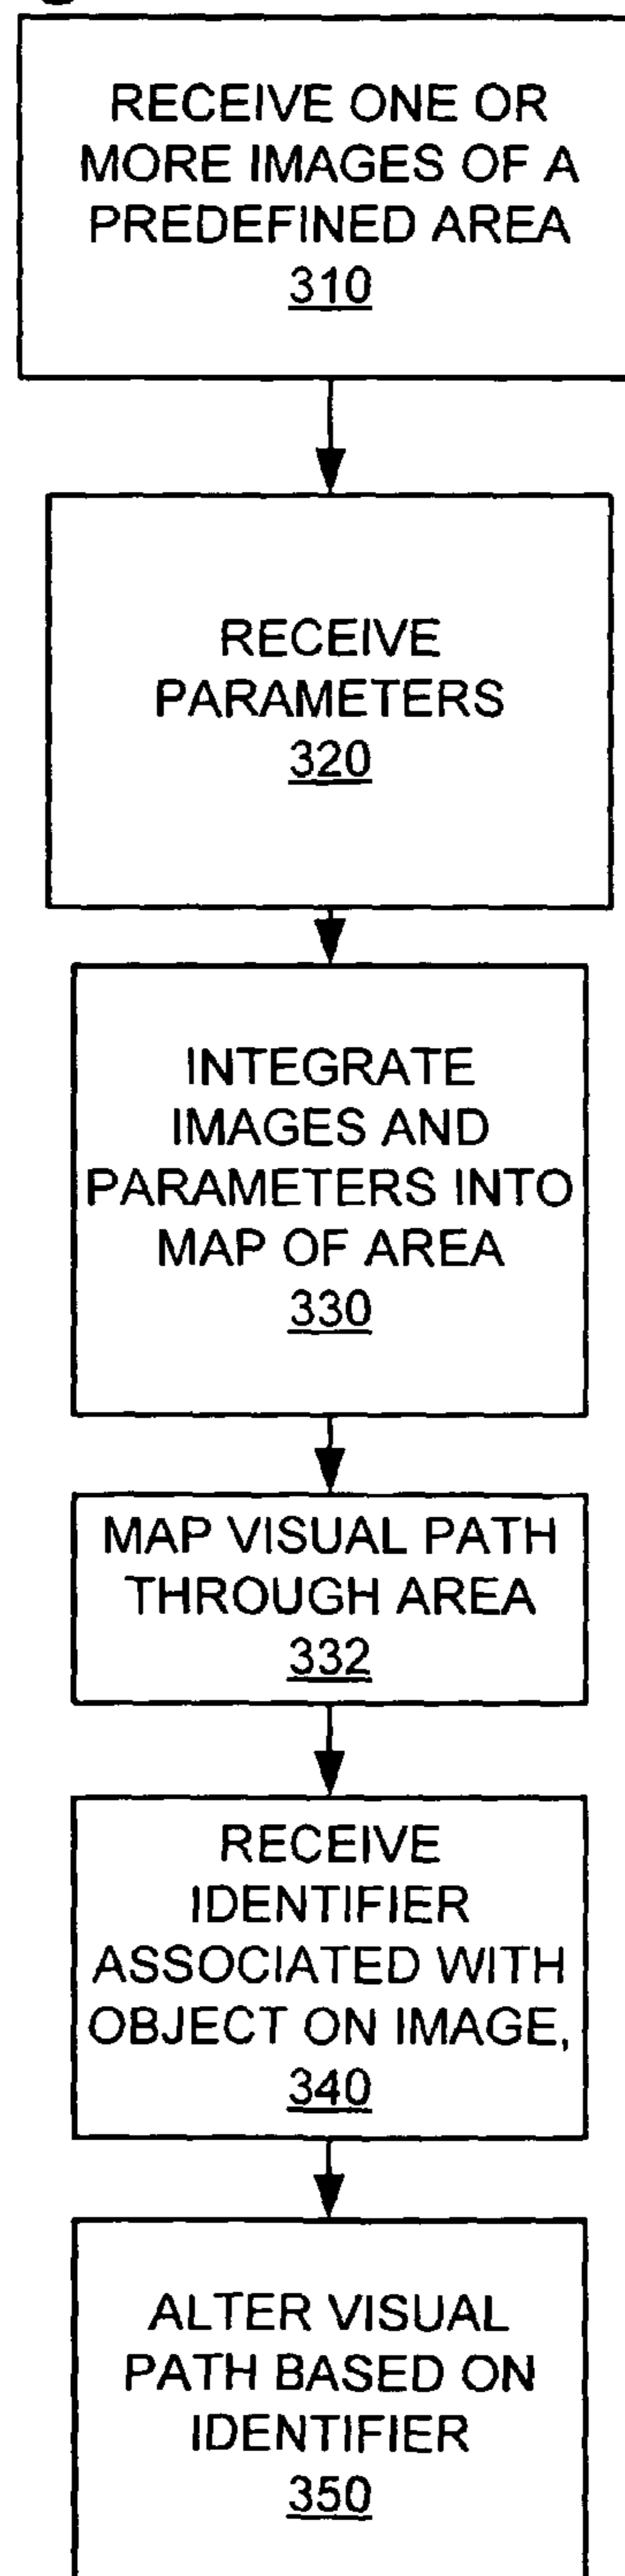 RECEIVE ONE OR
MORE IMAGES OF A
PREDEFINED AREA
310
RECEIVE
PARAMETERS
320
INTEGRATE
IMAGES AND
PARAMETERS INTO
MAP OF AREA
330
MAP VISUAL PATH
THROUGH AREA
332
RECEIVE
IDENTIFIER
ASSOCIATED WITH
OBJECT ON IMAGE,
340
ALTER VISUAL
PATH BASED ON
IDENTIFIER
350